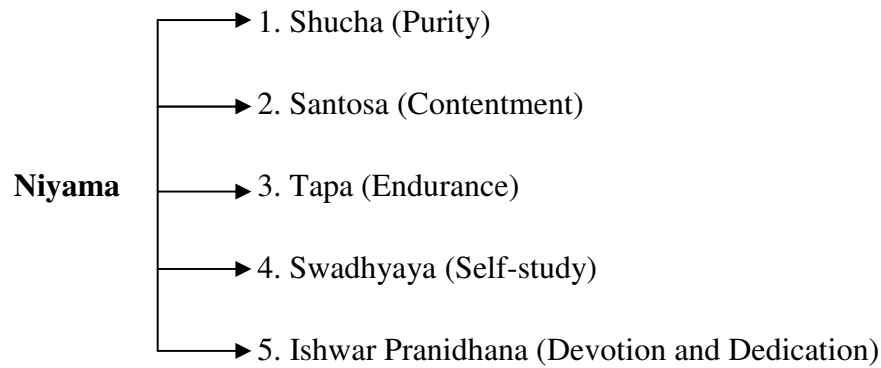 1. Shucha (Purity)
2. Santosa (Contentment)
Niyama
3. Tapa (Endurance)
4. Swadhyaya (Self-study)
5. Ishwar Pranidhana (Devotion and Dedication)